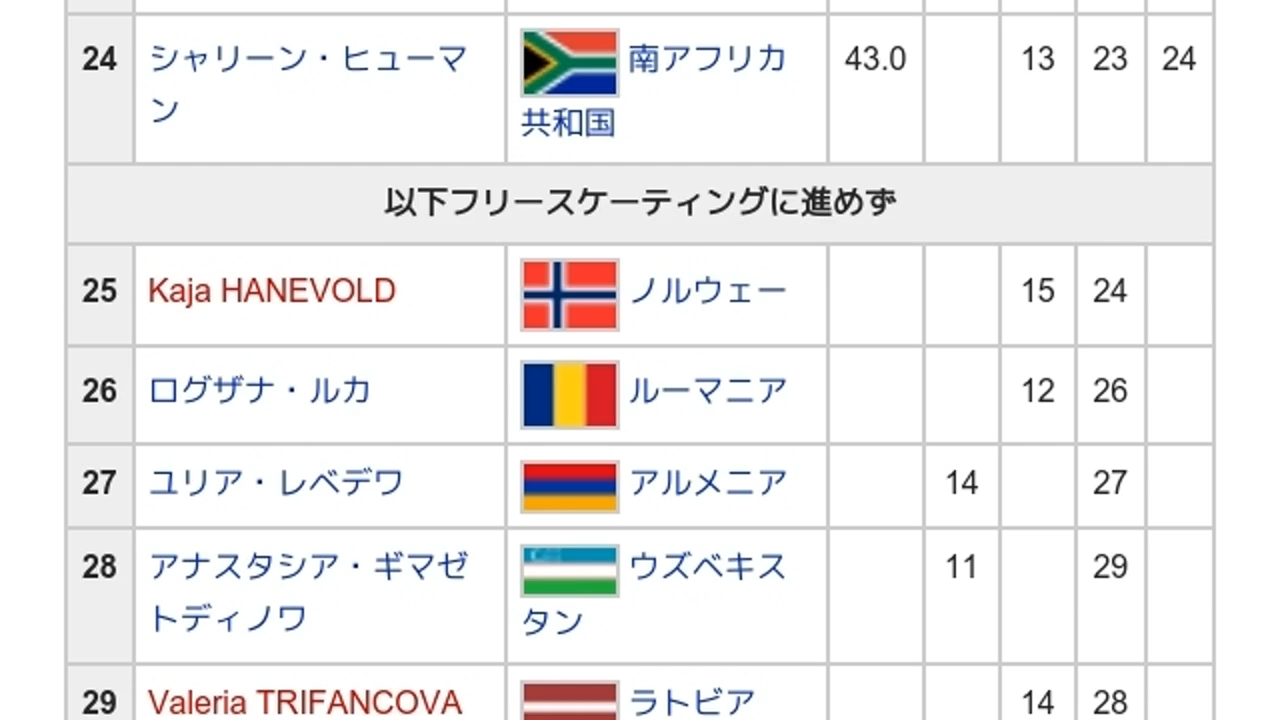 24 シャリーン・ヒューマ 南アフリカ 43.0 13 23 24
ン 共和国
以下フリースケーティングに進めず
25 Kaja HANEVOLD ノルウェー 15 24
26 ログザナ・ルカ ルーマニア 12 26
27 ユリア・レベデワ アルメニア 14 27
28 アナスタシア・ギマゼ ウズベキス 11 29
トディノワ タン
29 Valeria TRIFANCOVA ラトビア 14 28